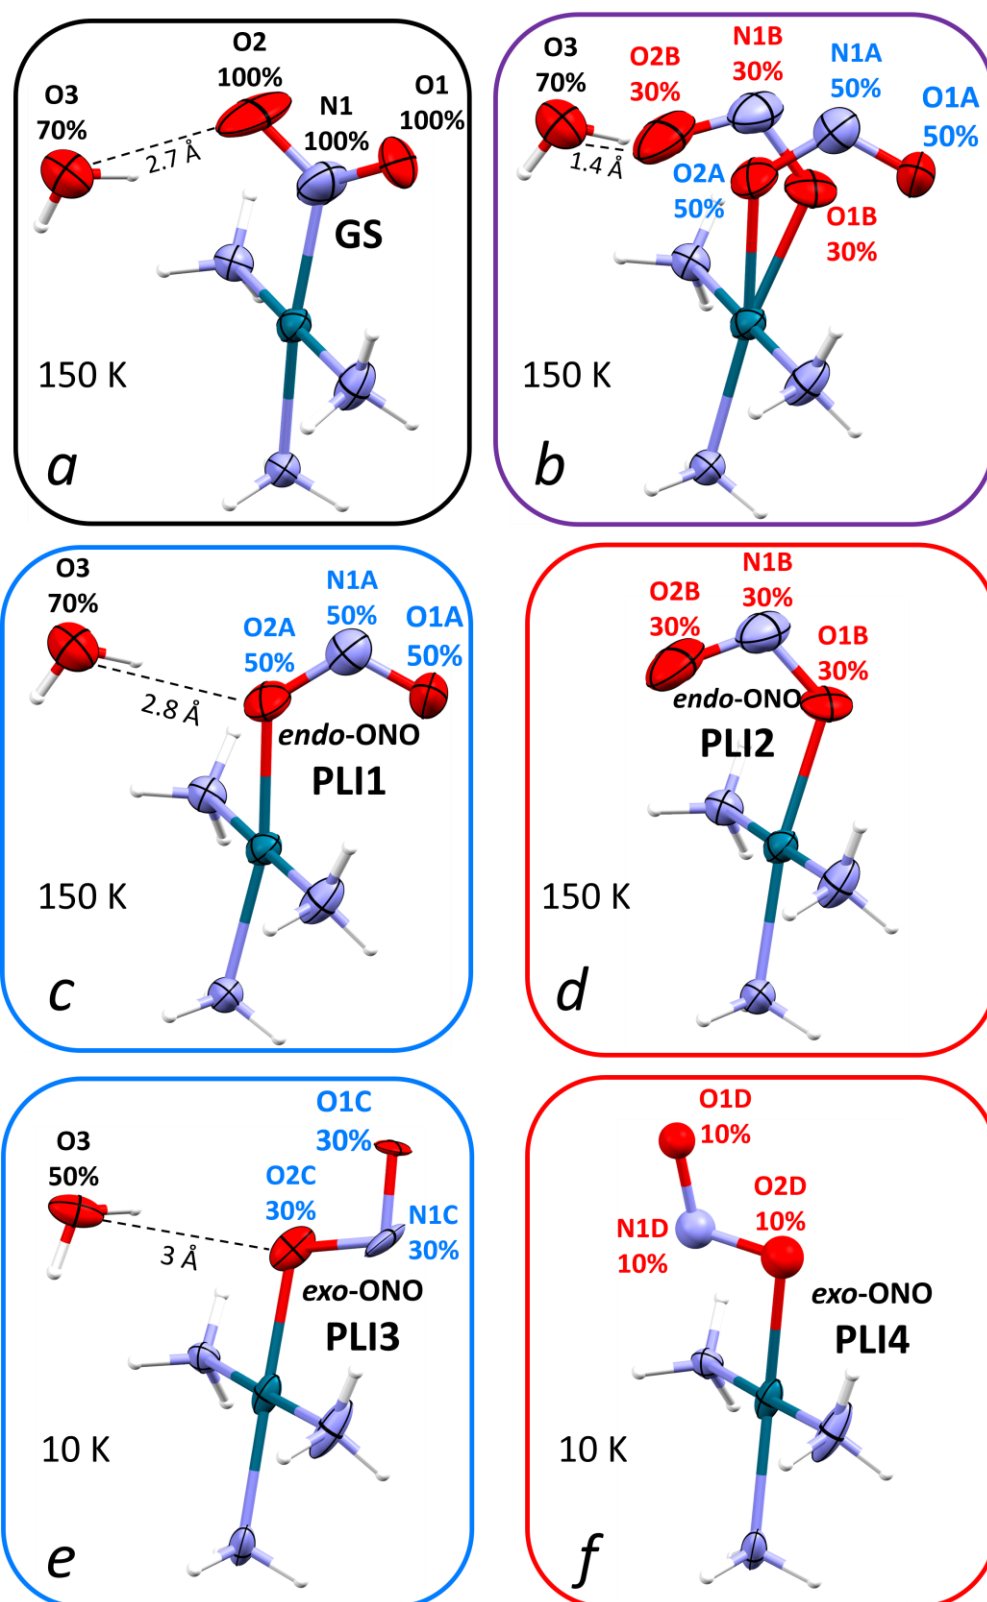 O2
100%
O3
70%
N1
100%
O1
100%
2.7 Å
GS
150 K
a
O3
70%
O2B
30%
N1B
30%
N1A
50%
O1A
50%
1.4 Å
O2A
50%
O1B
30%
150 K
b
O3
70%
N1A
50%
O2A
50%
O1A
50%
2.8 Å
endo-ONO
PLI1
150 K
c
N1B
30%
O2B
30%
O1B
30%
endo-ONO
PLI2
150 K
d
O1C
30%
O3
50%
O2C
30%
N1C
30%
3 Å
exo-ONO
PLI3
10 K
e
O1D
10%
O2D
10%
N1D
10%
exo-ONO
PLI4
10 K
f